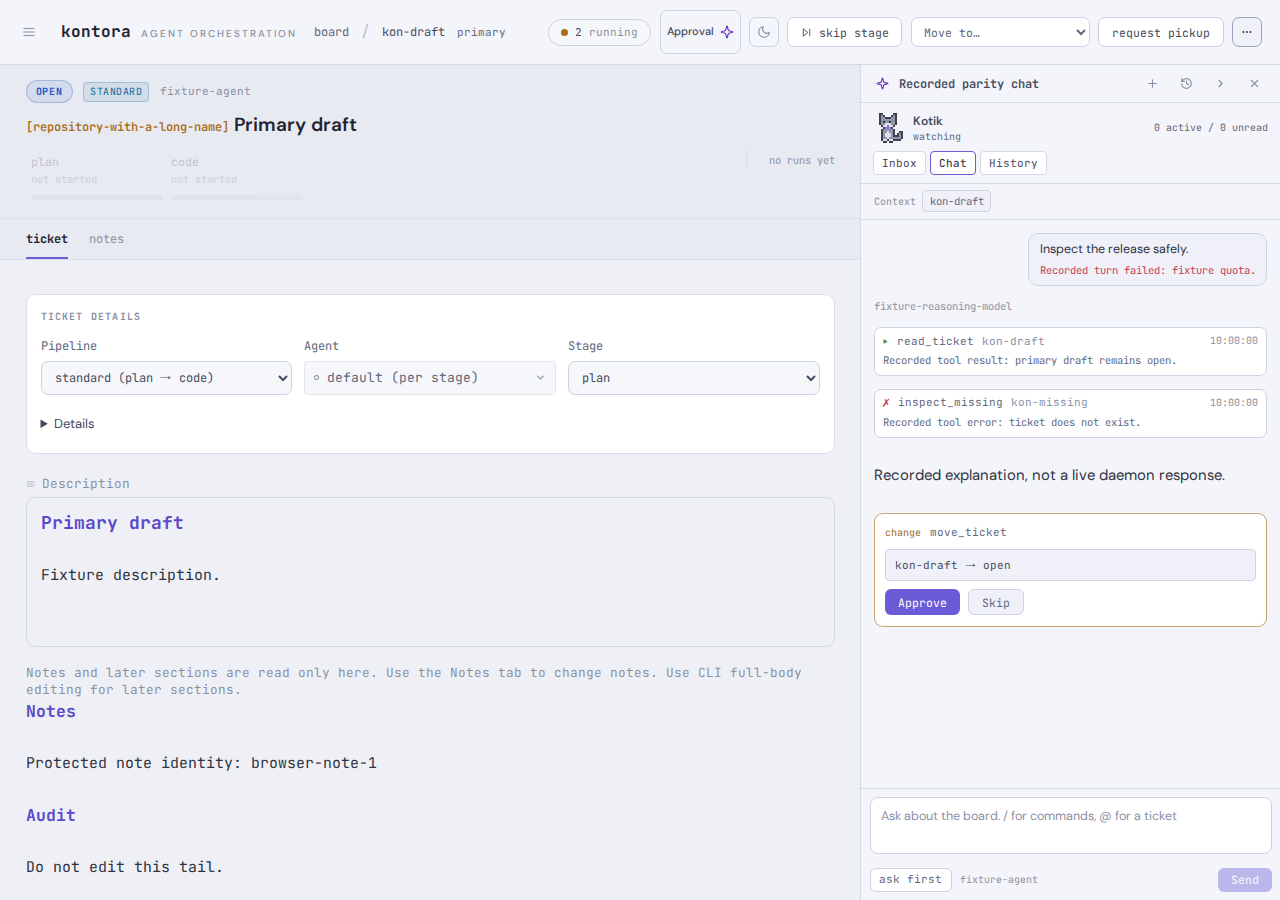 kontora AGENT ORCHESTRATION board / kon-draft primary 2 running Approval skip stage Move to… request pickup
OPEN STANDARD fixture-agent
[repository-with-a-long-name] Primary draft
plan code
not started not started
no runs yet
ticket notes
TICKET DETAILS
Pipeline Agent Stage
standard (plan → code) default (per stage) plan
Details
Description
Primary draft
Fixture description.
Notes and later sections are read only here. Use the Notes tab to change notes. Use CLI full-body
editing for later sections.
Notes
Protected note identity: browser-note-1
Audit
Do not edit this tail.
Recorded parity chat
Kotik
watching
0 active / 0 unread
Inbox Chat History
Context kon-draft
Inspect the release safely.
Recorded turn failed: fixture quota.
fixture-reasoning-model
read_ticket kon-draft 10:00:00
Recorded tool result: primary draft remains open.
✗ inspect_missing kon-missing 10:00:00
Recorded tool error: ticket does not exist.
Recorded explanation, not a live daemon response.
change move_ticket
kon-draft → open
Approve Skip
Ask about the board. / for commands, @ for a ticket
ask first fixture-agent Send